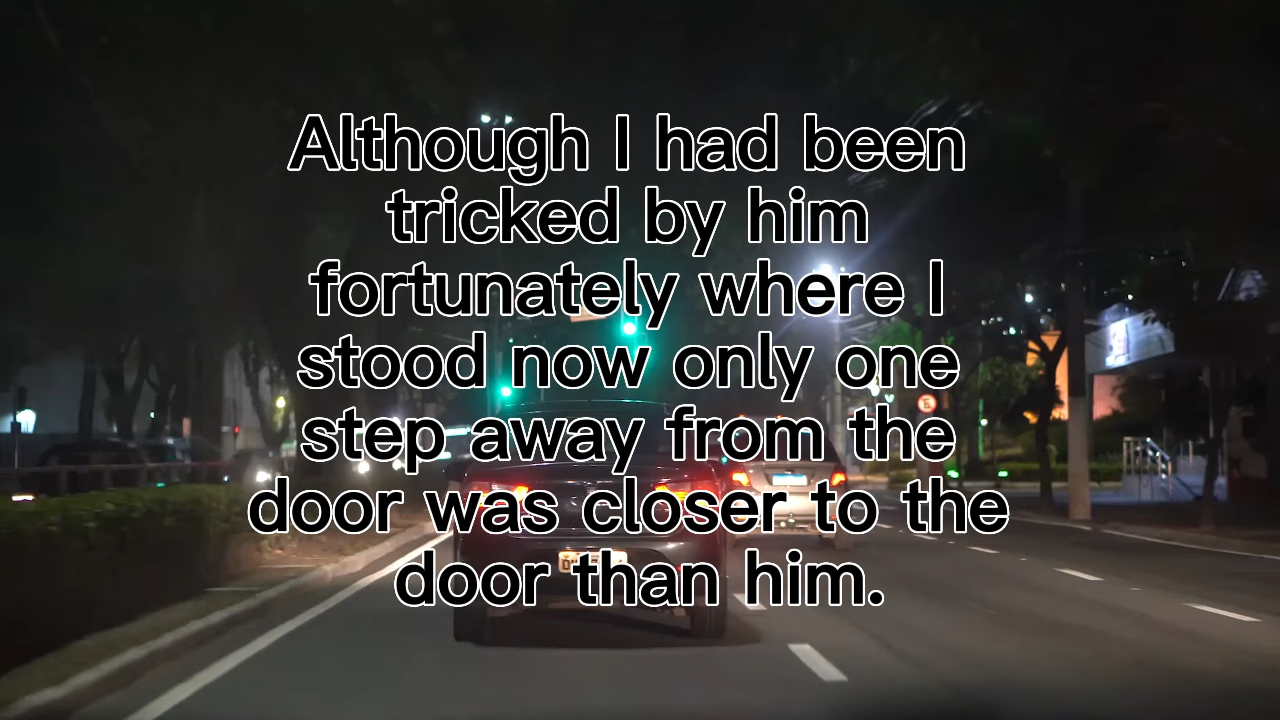 Although I had been
tricked by him
fortunately where I
stood now only one
step away from the
door was closer to the
door than him.